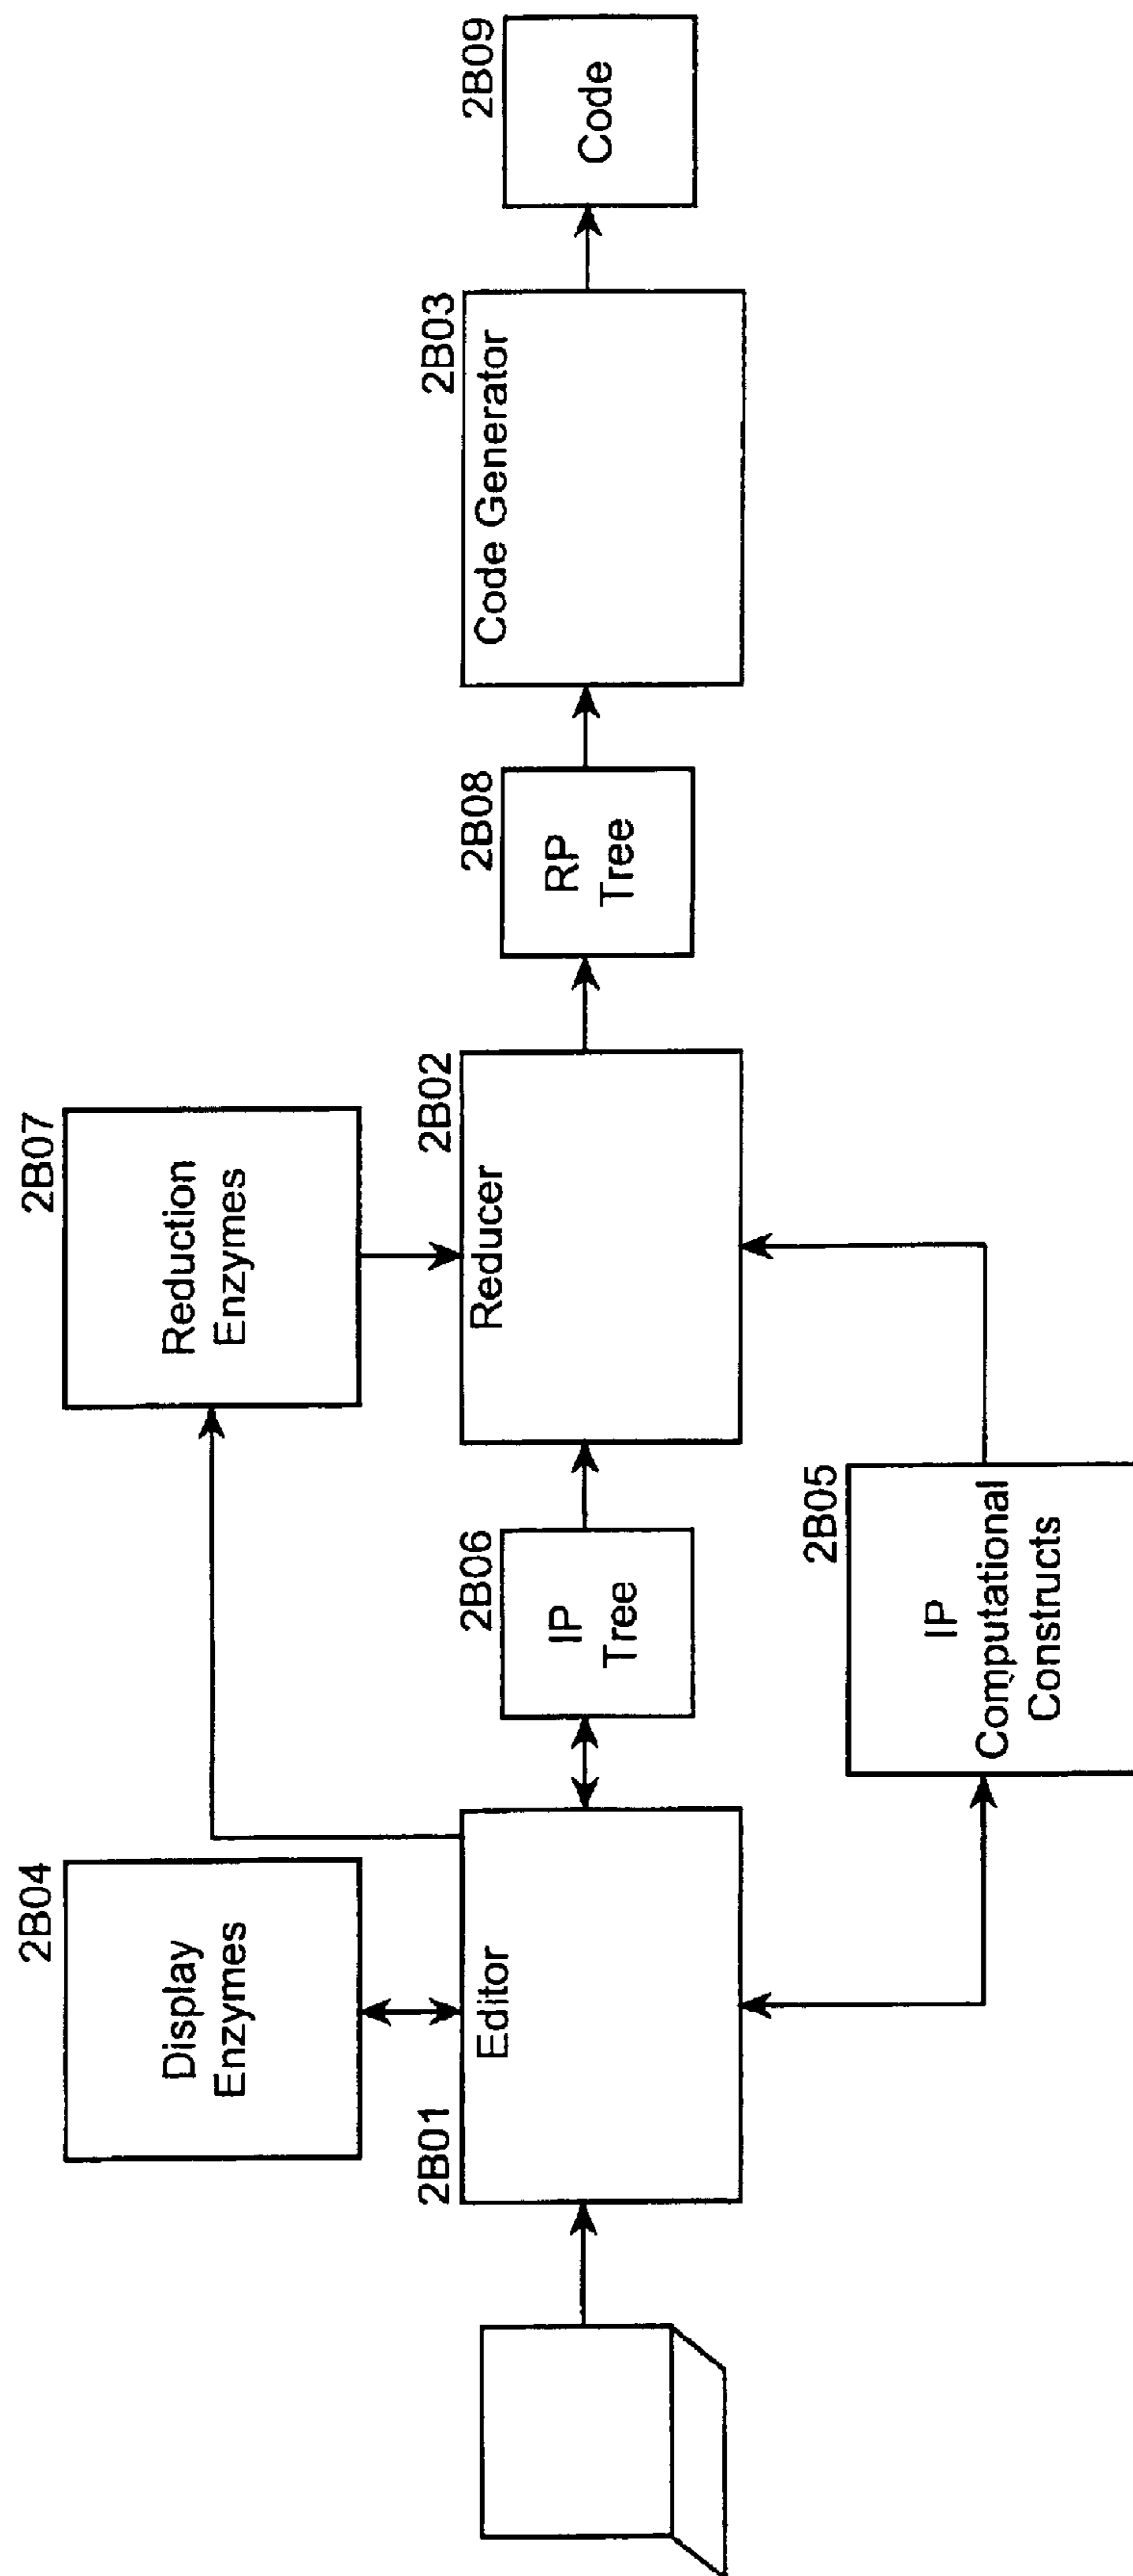 2B04
Display
Enzymes
2B07
Reduction
Enzymes
2B01
Editor
2B06
IP
Tree
2B02
Reducer
2B08
RP
Tree
2B03
Code Generator
2B09
Code
2B05
IP
Computational
Constructs